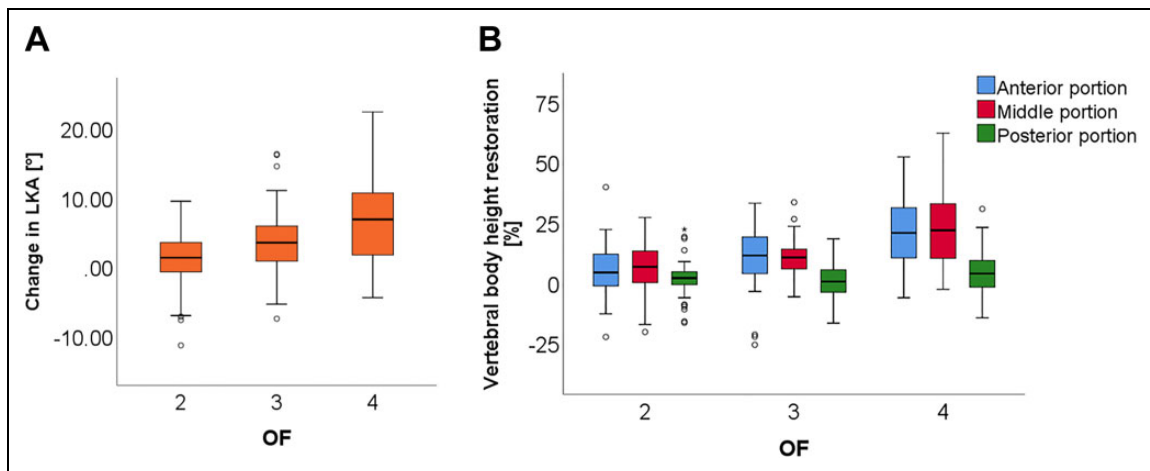 A
Change in LKA [°]
20.00
10.00
.00
-10.00
2 3 4
OF
B
Vertebral body height restoration
[%]
75
50
25
0
-25
2 3 4
OF
Anterior portion
Middle portion
Posterior portion